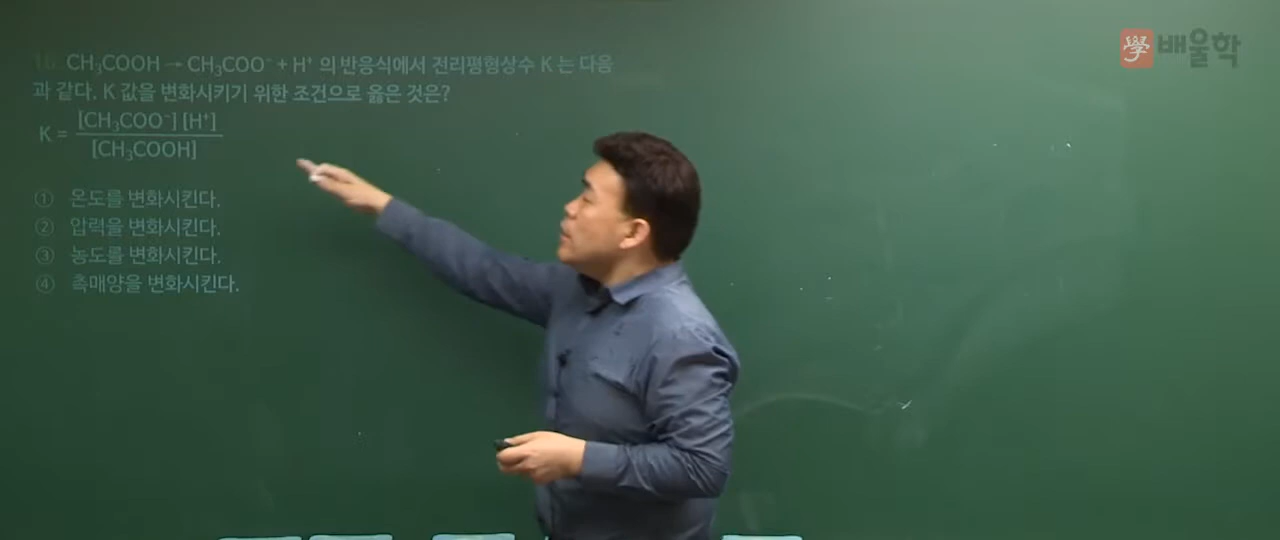 學 배울학
16. CH₃COOH → CH₃COO⁻ + H⁺ 의 반응식에서 전리평형상수 K 는 다음
과 같다. K 값을 변화시키기 위한 조건으로 옳은 것은?
K = [CH₃COO⁻] [H⁺]
[CH₃COOH]
① 온도를 변화시킨다.
② 압력을 변화시킨다.
③ 농도를 변화시킨다.
④ 촉매양을 변화시킨다.